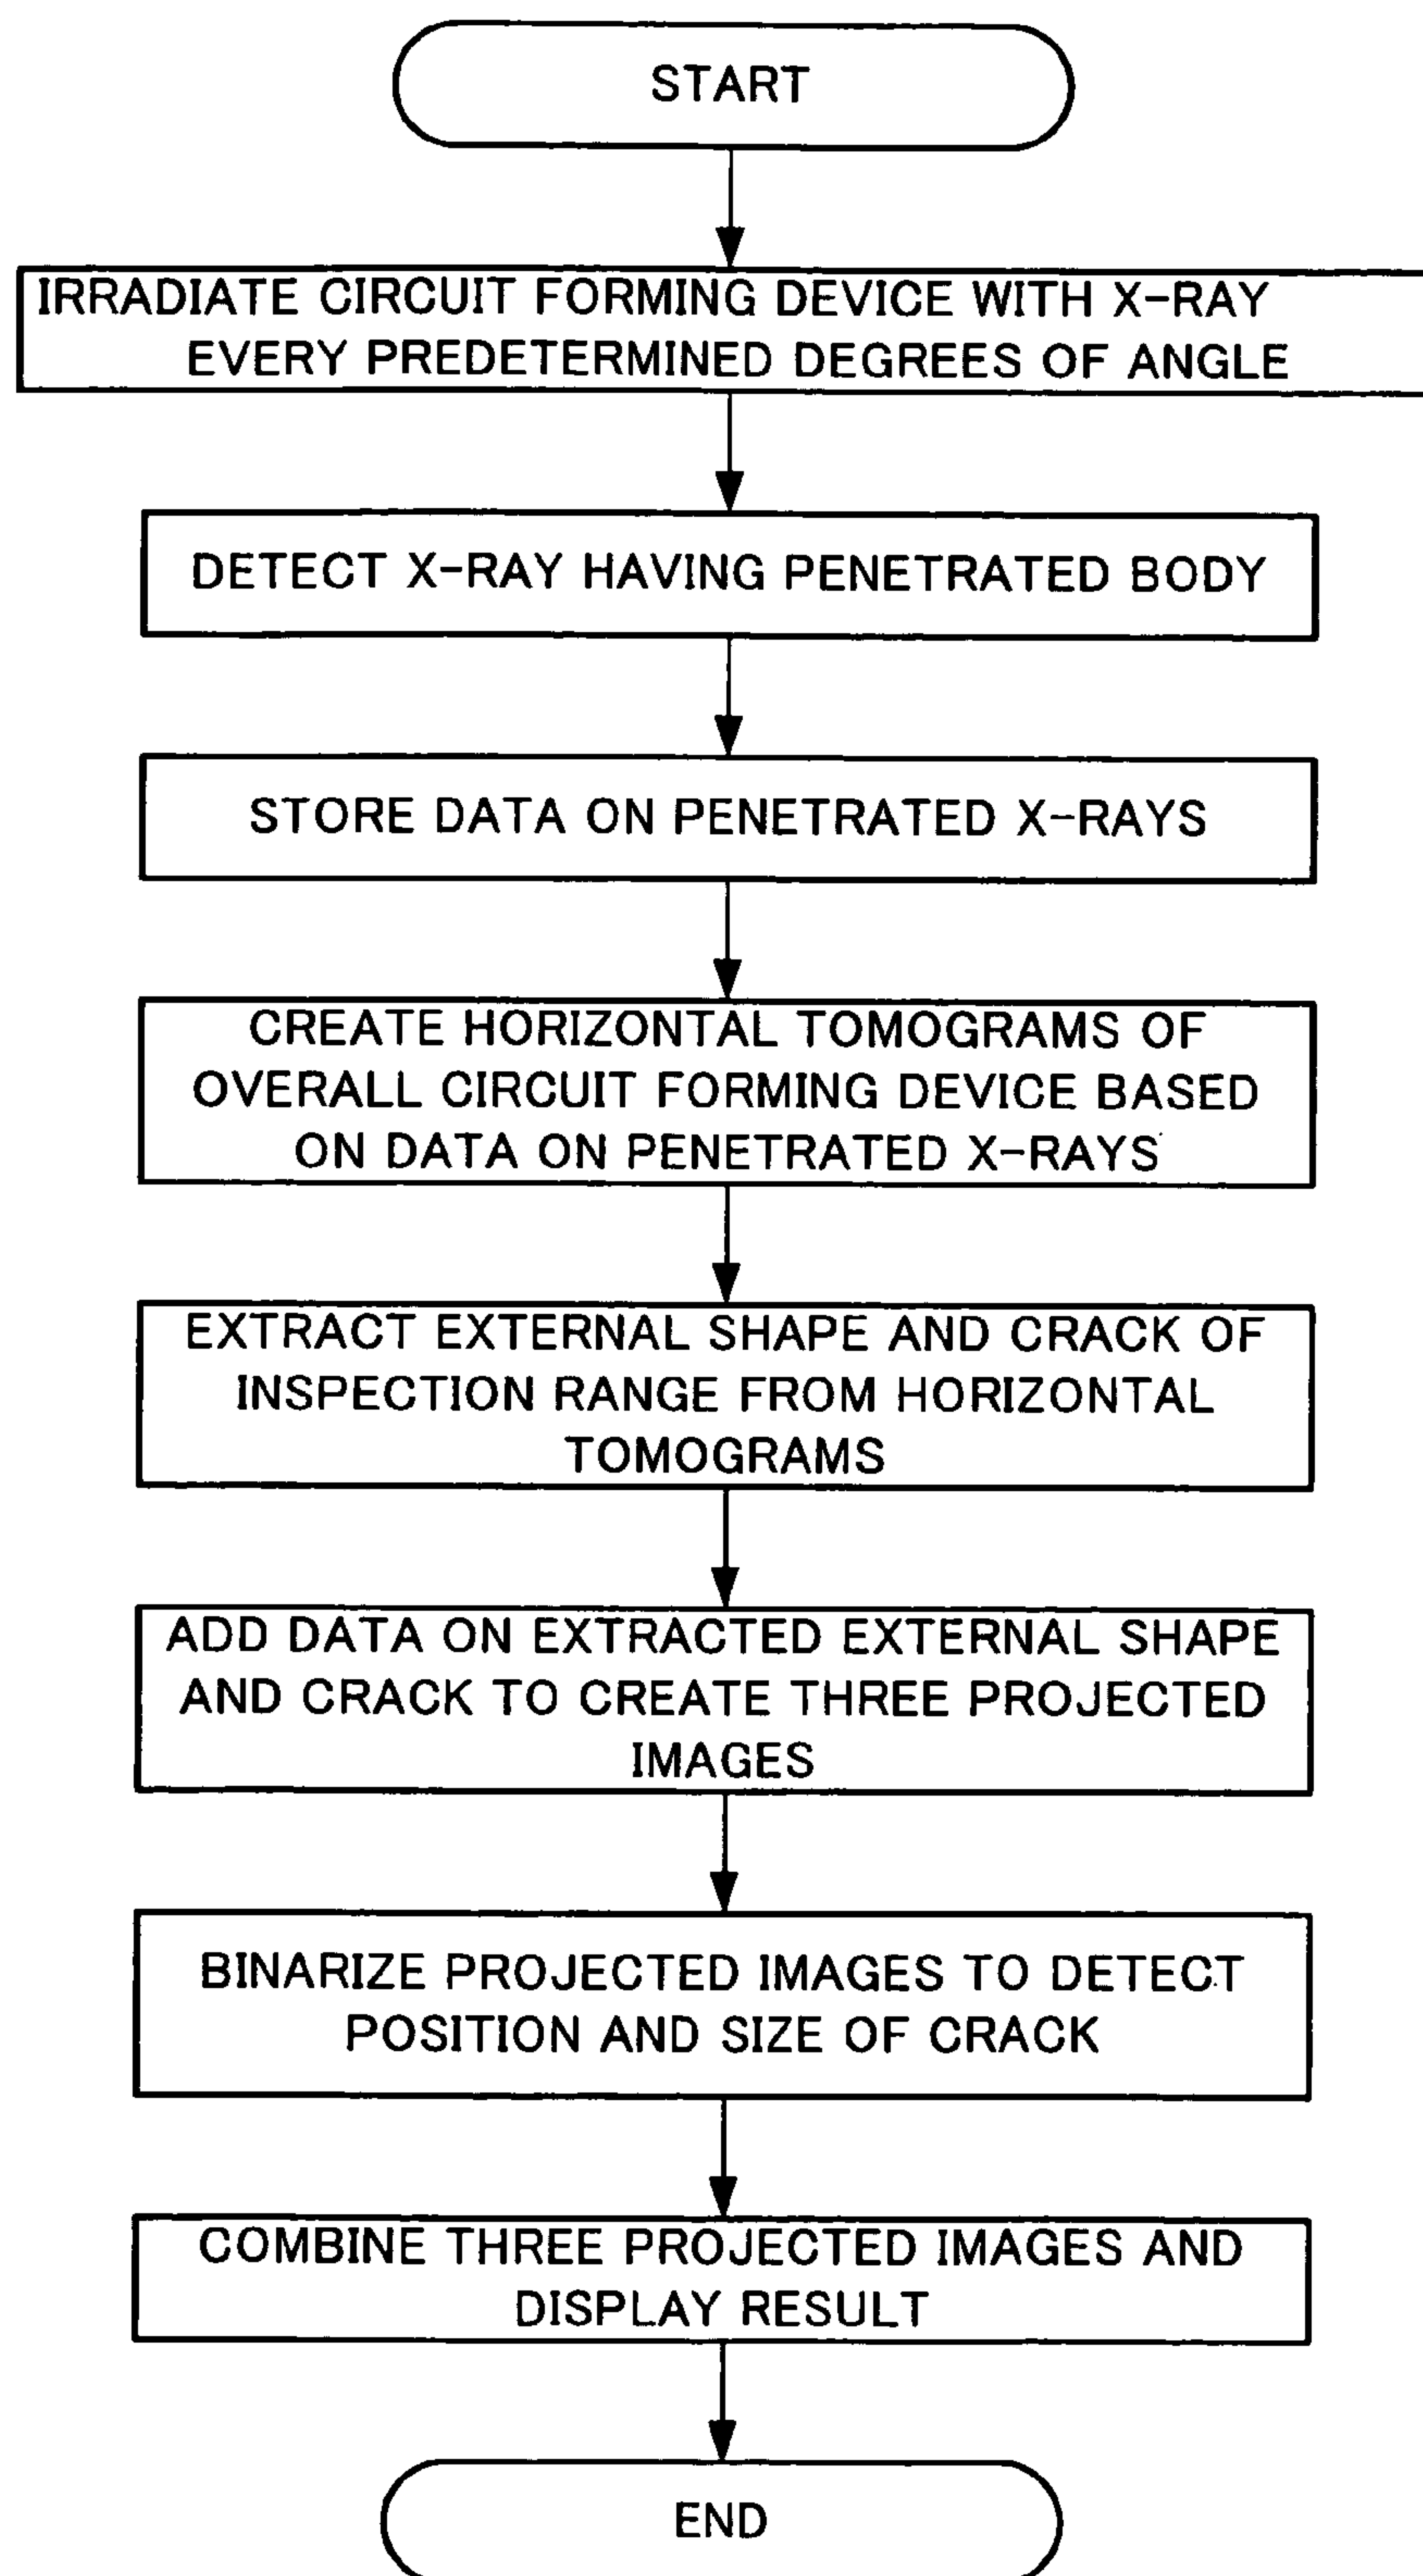 START
IRRADIATE CIRCUIT FORMING DEVICE WITH X-RAY
EVERY PREDETERMINED DEGREES OF ANGLE
DETECT X-RAY HAVING PENETRATED BODY
STORE DATA ON PENETRATED X-RAYS
CREATE HORIZONTAL TOMOGRAMS OF
OVERALL CIRCUIT FORMING DEVICE BASED
ON DATA ON PENETRATED X-RAYS
EXTRACT EXTERNAL SHAPE AND CRACK OF
INSPECTION RANGE FROM HORIZONTAL
TOMOGRAMS
ADD DATA ON EXTRACTED EXTERNAL SHAPE
AND CRACK TO CREATE THREE PROJECTED
IMAGES
BINARIZE PROJECTED IMAGES TO DETECT
POSITION AND SIZE OF CRACK
COMBINE THREE PROJECTED IMAGES AND
DISPLAY RESULT
END